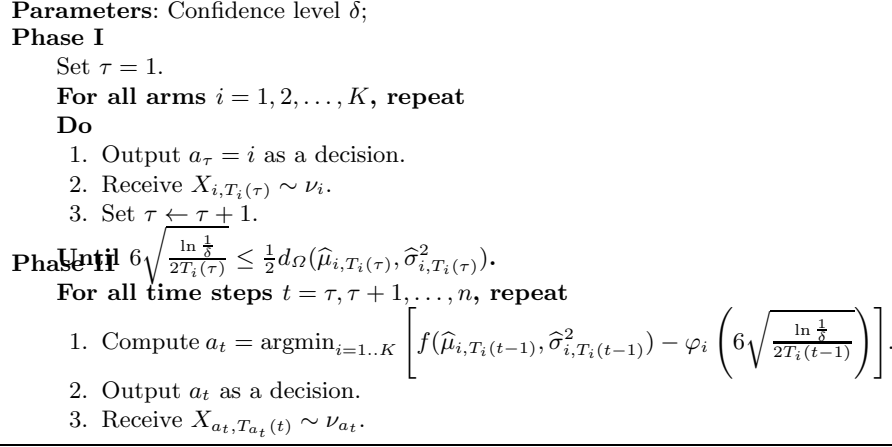 Parameters: Confidence level δ;
Phase I
Set τ = 1.
For all arms i = 1, 2, . . . , K, repeat
Do
1. Output a_τ = i as a decision.
2. Receive X_{i,T_i(τ)} ∼ ν_i.
3. Set τ ← τ + 1.
Until 6√(ln(1/δ)/(2T_i(τ))) ≤ ½d_Ω(μ̂_{i,T_i(τ)}, σ̂²_{i,T_i(τ)}).
Phase II
For all time steps t = τ, τ + 1, . . . , n, repeat
1. Compute a_t = argmin_{i=1..K} [f(μ̂_{i,T_i(t−1)}, σ̂²_{i,T_i(t−1)}) − φ_i(6√(ln(1/δ)/(2T_i(t−1))))].
2. Output a_t as a decision.
3. Receive X_{a_t,T_{a_t}(t)} ∼ ν_{a_t}.